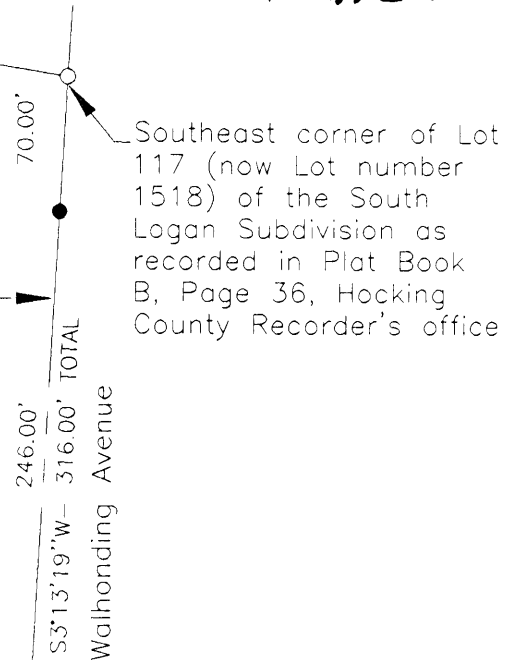 70.00'
Southeast corner of Lot
117 (now Lot number
1518) of the South
Logan Subdivision as
recorded in Plat Book
B, Page 36, Hocking
County Recorder's office
246.00'
S3°13'19"W- 316.00' TOTAL
Walhonding Avenue